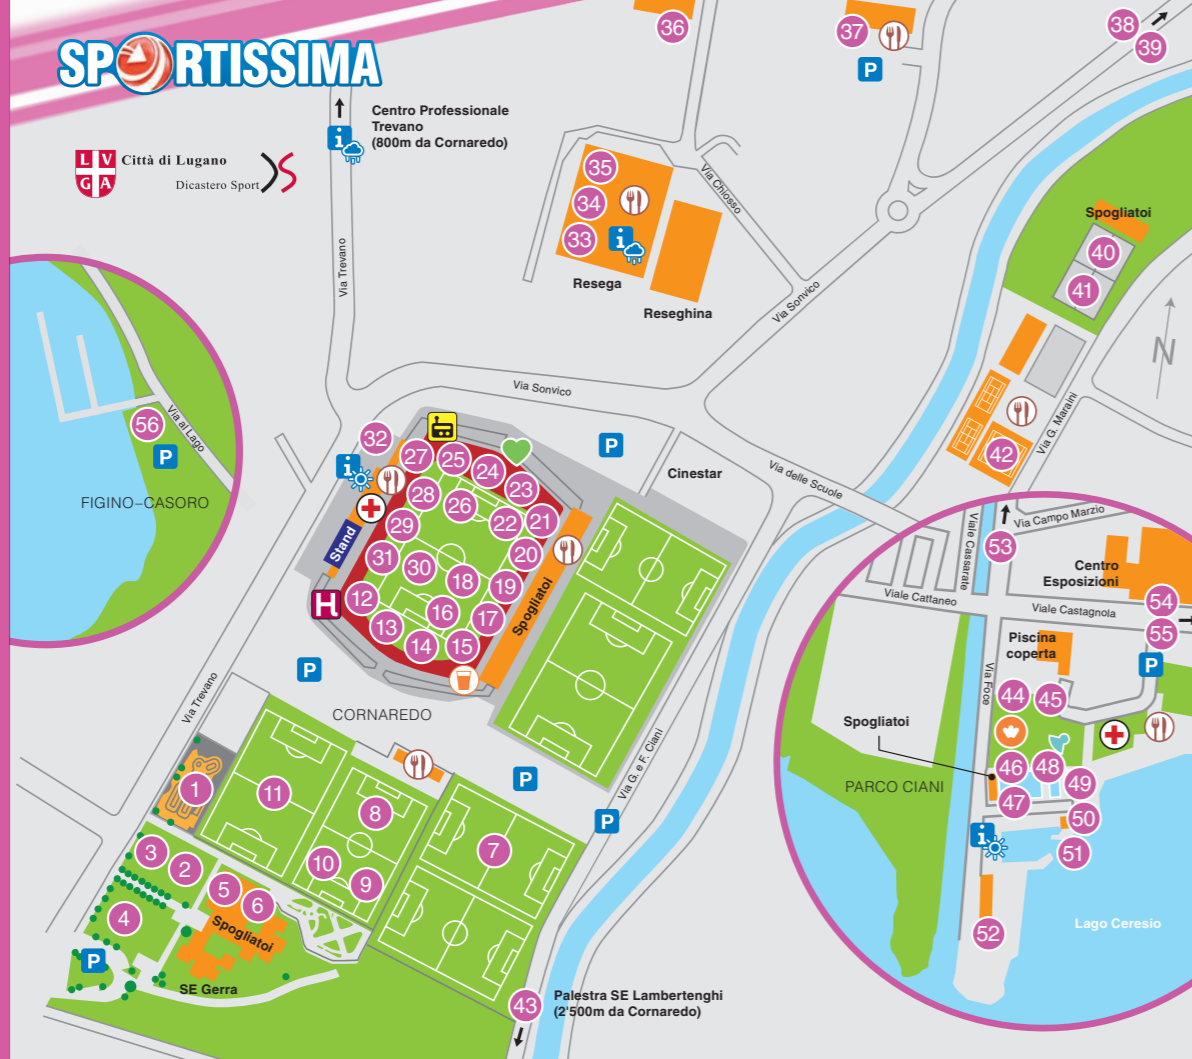 SPORTISSIMA
LVGA
Città di Lugano
Dicastero Sport
Centro Professionale
Trevano
(800m da Cornaredo)
36
37
P
38
39
35
34
33
Resega
Reseghina
Via Chiosso
Via Sonvico
Via Trevano
Spogliatoi
40
41
N
42
Via G. Maraini
56
P
Via al Lago
FIGINO–CASORO
Via Sonvico
P
Cinestar
Via delle Scuole
32
27
25
24
23
28
26
22
21
29
20
31
30
18
19
12
16
17
13
14
15
Stand
H
Spogliatoi
P
CORNAREDO
Via Trevano
Via G. e F. Ciani
P
P
1
11
8
7
10
9
3
2
5
6
4
Spogliatoi
P
SE Gerra
43
Palestra SE Lambertenghi
(2'500m da Cornaredo)
Via Campo Marzio
Viale Cassarate
53
Centro
Esposizioni
Viale Cattaneo
Viale Castagnola
54
55
P
Piscina
coperta
Via Foce
44
45
Spogliatoi
46
48
49
47
50
51
PARCO CIANI
52
Lago Ceresio